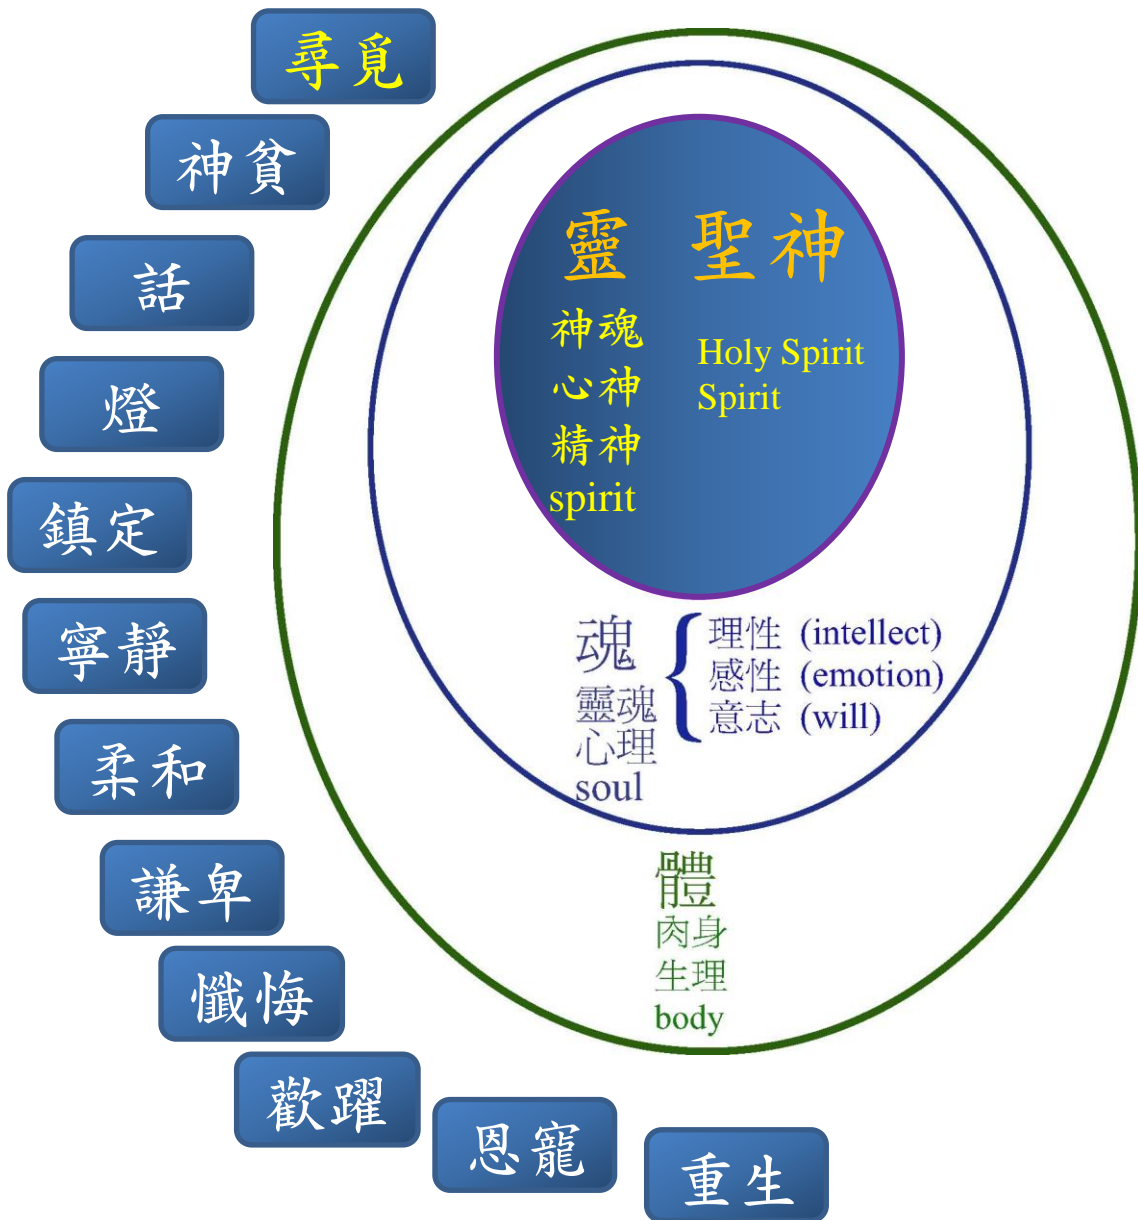 尋覓
神貧
話
燈
鎮定
寧靜
柔和
謙卑
懺悔
歡躍
恩寵
重生
靈 聖神
神魂
心神
精神
spirit
Holy Spirit
Spirit
魂
靈魂
心理
soul
{
理性 (intellect)
感性 (emotion)
意志 (will)
體
肉身
生理
body